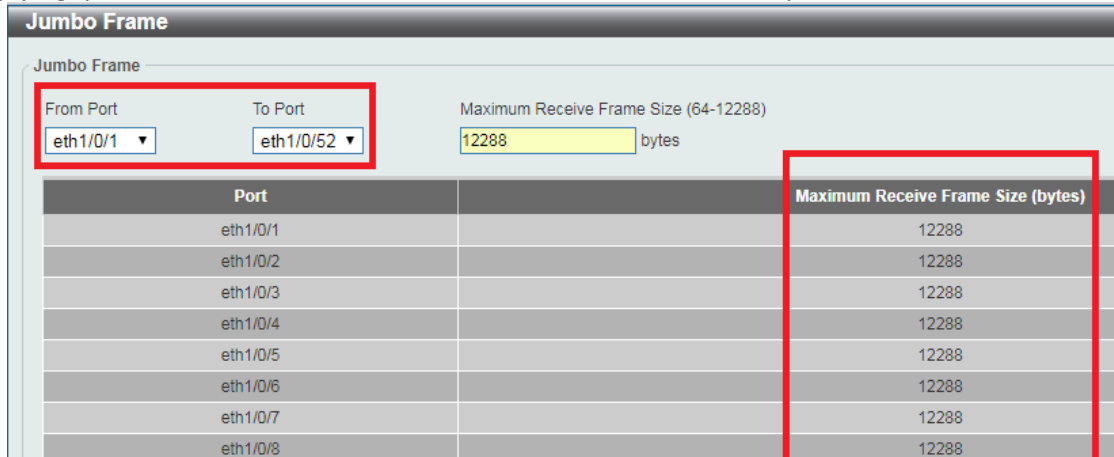 Jumbo Frame
Jumbo Frame
From Port To Port Maximum Receive Frame Size (64-12288)
eth1/0/1 eth1/0/52 12288 bytes
Port Maximum Receive Frame Size (bytes)
eth1/0/1 12288
eth1/0/2 12288
eth1/0/3 12288
eth1/0/4 12288
eth1/0/5 12288
eth1/0/6 12288
eth1/0/7 12288
eth1/0/8 12288